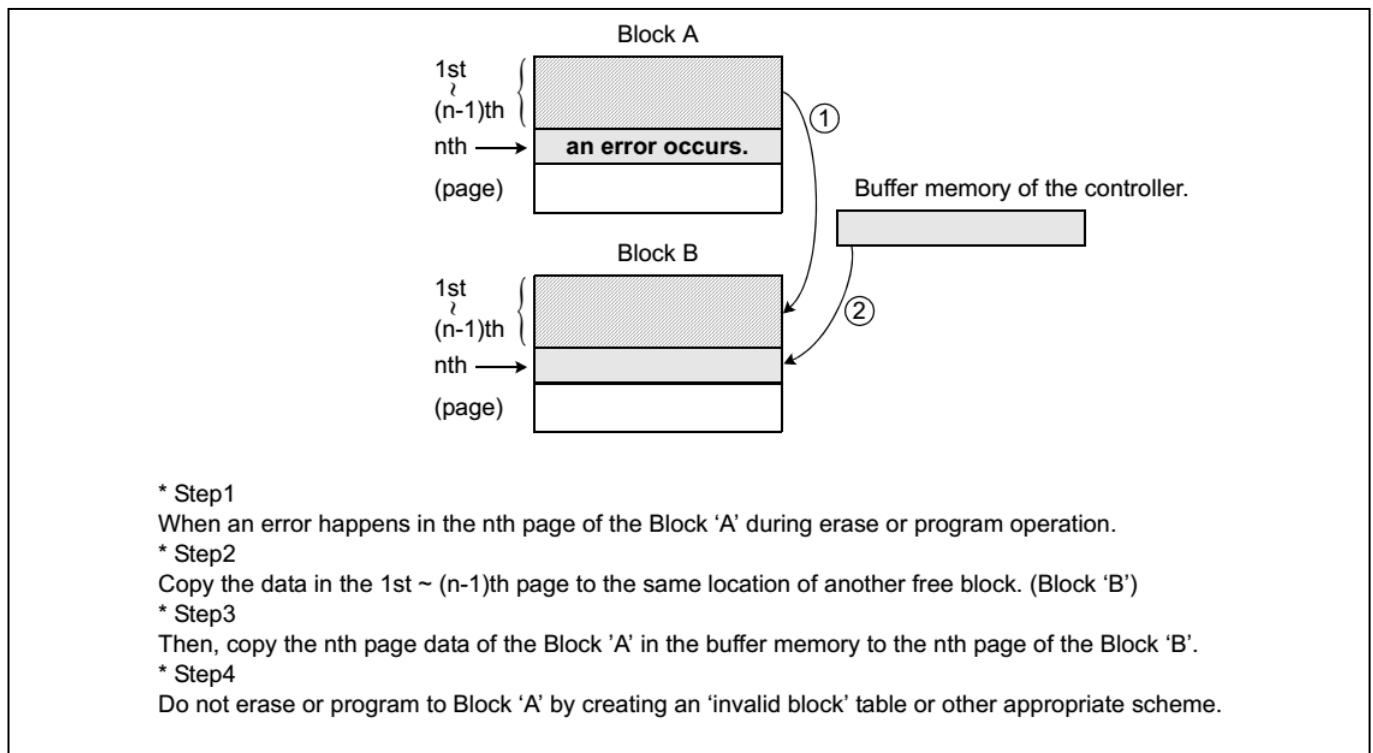 Block A
1st
~
(n-1)th
nth
an error occurs.
(page)
①
Buffer memory of the controller.
Block B
1st
~
(n-1)th
nth
(page)
②
* Step1
When an error happens in the nth page of the Block ‘A’ during erase or program operation.
* Step2
Copy the data in the 1st ~ (n-1)th page to the same location of another free block. (Block ‘B’)
* Step3
Then, copy the nth page data of the Block ’A’ in the buffer memory to the nth page of the Block ‘B’.
* Step4
Do not erase or program to Block ‘A’ by creating an ‘invalid block’ table or other appropriate scheme.